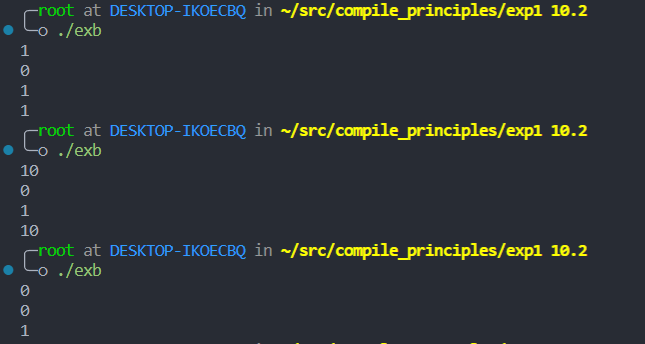 root at DESKTOP-IKOECBQ in ~/src/compile_principles/exp1 10.2
o ./exb
1
0
1
1
root at DESKTOP-IKOECBQ in ~/src/compile_principles/exp1 10.2
o ./exb
10
0
1
10
root at DESKTOP-IKOECBQ in ~/src/compile_principles/exp1 10.2
o ./exb
0
0
1